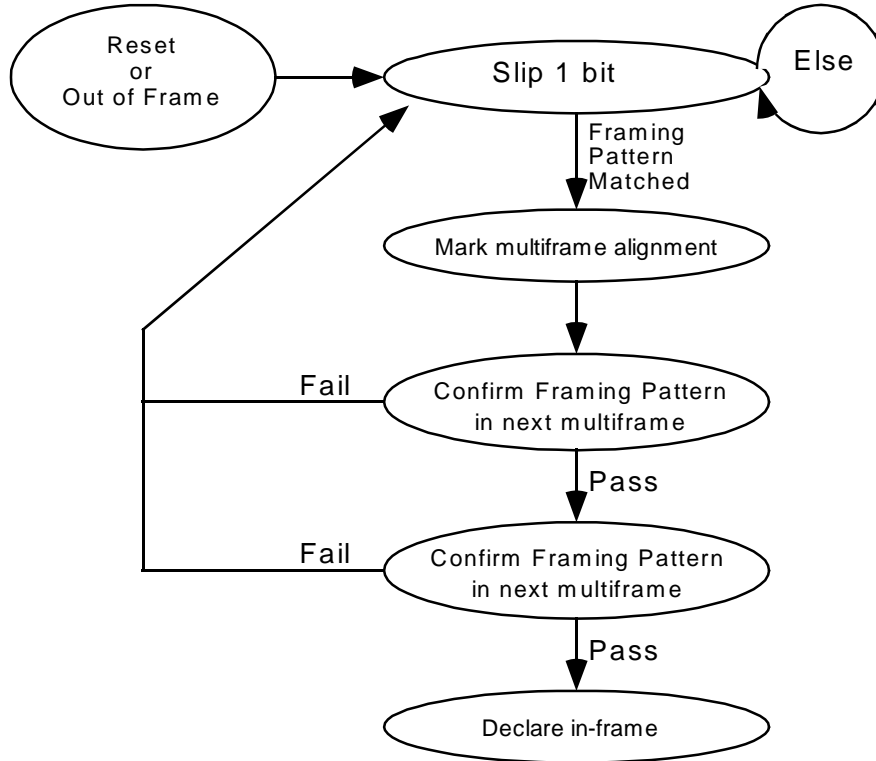 Reset
or
Out of Frame
Slip 1 bit
Else
Framing
Pattern
Matched
Mark multiframe alignment
Fail
Confirm Framing Pattern
in next multiframe
Pass
Fail
Confirm Framing Pattern
in next multiframe
Pass
Declare in-frame